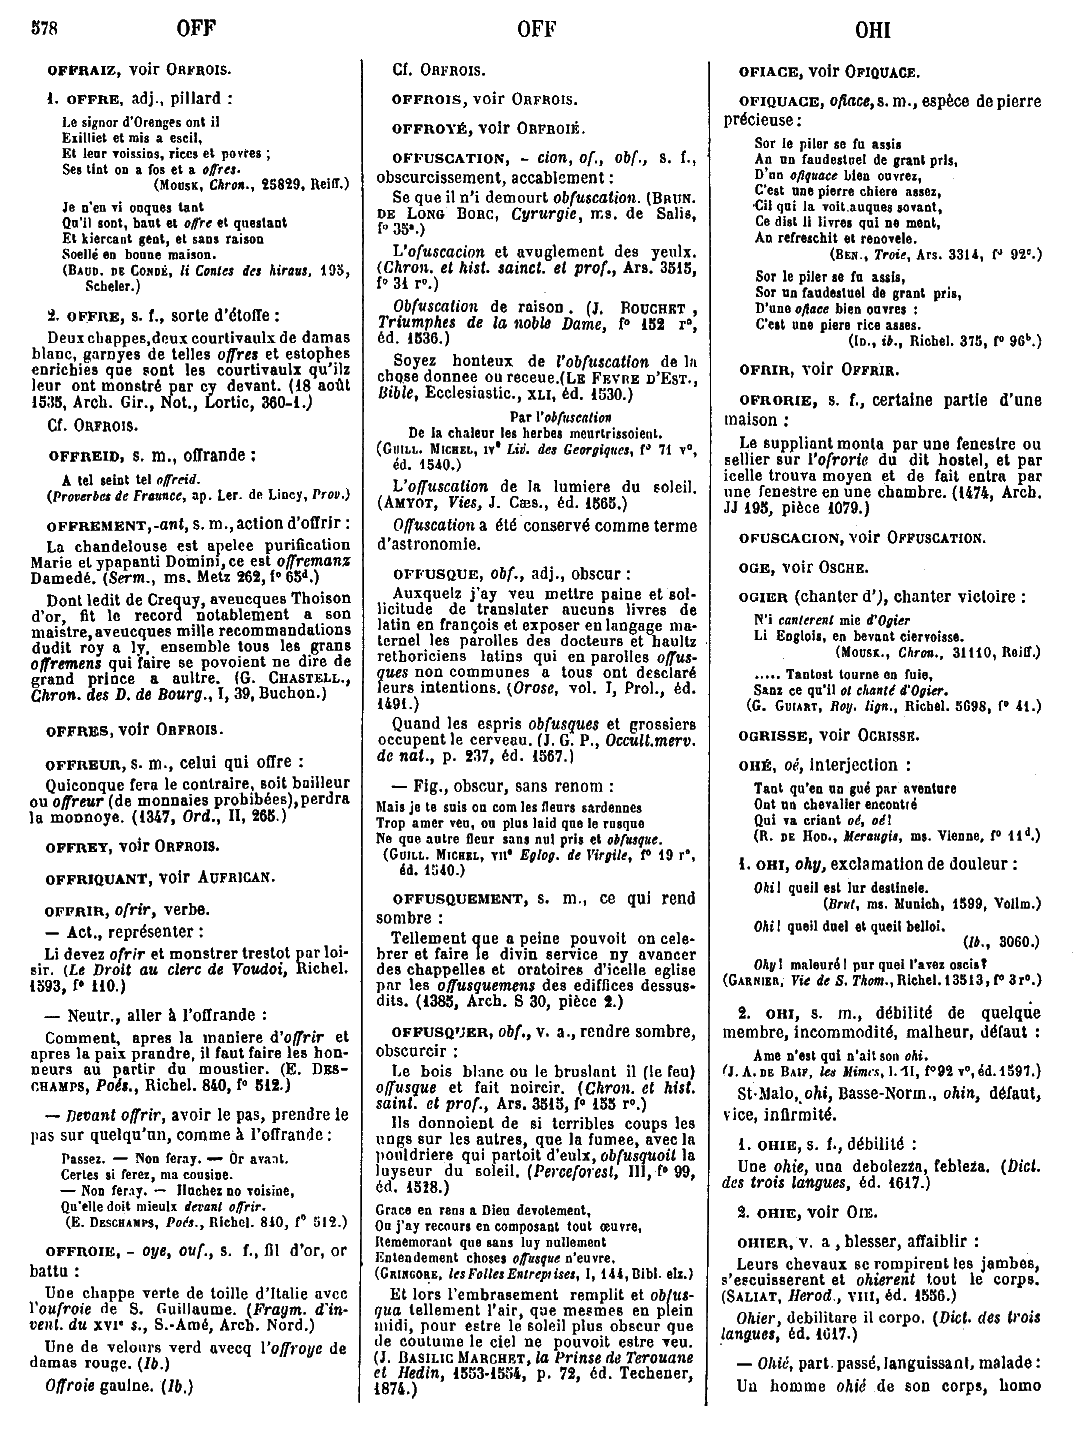 578 OFF OFF OHI
OFFRAIZ, voir ORFROIS.
1. OFFRE, adj., pillard :
Le signor d'Orenges ont il
Exilliet et mis a escil,
Et leur voissins, rices et povres ;
Ses tint on a fos et a offres.
(MOUSK, Chron., 25829, Reiff.)
Je n'en vi onques tant
Qu'il sont, baut et offre et questant
Et kiercant gent, et sans raison
Soellé en bonne maison.
(BAUD. DE CONDÉ, li Contes des hiraus, 193,
Scheler.)
2. OFFRE, s. f., sorte d'étoffe :
Deux chappes, deux courtivaulx de damas
blanc, garnyes de telles offres et estophes
enrichies que sont les courtivaulx qu'ilz
leur ont monstré par cy devant. (18 août
1535, Arch. Gir., Not., Lortic, 360-1.)
Cf. ORFROIS.
OFFREID, s. m., offrande :
A tel seint tel offreid.
(Proverbes de Fraunce, ap. Ler. de Lincy, Prov.)
OFFREMENT, -ant, s. m., action d'offrir :
La chandelouse est apelee purification
Marie et ypapanti Domini, ce est offremanz
Damedé. (Serm., ms. Metz 262, f° 65d.)
Dont ledit de Crequy, aveucques Thoison
d'or, fit le record notablement a son
maistre, aveucques mille recommandations
dudit roy a ly, ensemble tous les grans
offremens qui faire se povoient ne dire de
grand prince a aultre. (G. CHASTELL.,
Chron. des D. de Bourg., I, 39, Buchon.)
OFFRES, voir ORFROIS.
OFFREUR, s. m., celui qui offre :
Quiconque fera le contraire, soit bailleur
ou offreur (de monnaies prohibées), perdra
la monnoye. (1347, Ord., II, 265.)
OFFREY, voir ORFROIS.
OFFRIQUANT, voir AUFRICAN.
OFFRIR, ofrir, verbe.
— Act., représenter :
Li devez ofrir et monstrer trestot par loi-
sir. (Le Droit au clerc de Voudoi, Richel.
1593, f° 110.)
— Neutr., aller à l'offrande :
Comment, apres la maniere d'offrir et
apres la paix prandre, il faut faire les hon-
neurs au partir du moustier. (E. DES-
CHAMPS, Poés., Richel. 840, f° 512.)
— Devant offrir, avoir le pas, prendre le
pas sur quelqu'un, comme à l'offrande :
Passez. — Non feray. — Or avant.
Certes si ferez, ma cousine.
— Non feray. — Huchez no voisine,
Qu'elle doit mieulx devant offrir.
(E. DESCHAMPS, Poés., Richel. 840, f° 512.)
OFFROIE, - oye, ouf., s. f., fil d'or, or
battu :
Une chappe verte de toille d'Italie avec
l'oufroie de S. Guillaume. (Fragm. d'in-
vent. du XVIe s., S.-Amé, Arch. Nord.)
Une de velours verd avecq l'offroye de
damas rouge. (Ib.)
Offroie gaulne. (Ib.)
Cf. ORFROIS.
OFFROIS, voir ORFROIS.
OFFROYÉ, voir ORFROIÉ.
OFFUSCATION, - cion, of., obf., s. f.,
obscurcissement, accablement :
Se que il n'i demourt obfuscation. (BRUN.
DE LONG BORC, Cyrurgie, ms. de Salis,
f° 35a.)
L'ofuscacion et avuglement des yeulx.
(Chron. et hist. sainct. et prof., Ars. 3515,
f° 31 r°.)
Obfuscation de raison. (J. BOUCHET,
Triumphes de la noble Dame, f° 152 r°,
éd. 1536.)
Soyez honteux de l'obfuscation de la
chose donnee ou receue. (LE FEVRE D'EST.,
Bible, Ecclesiastic., XLI, éd. 1530.)
Par l'obfuscation
De la chaleur les herbes meurtrissoient.
(GUILL. MICHEL, IVe Liv. des Georgiques, f° 71 v°,
éd. 1540.)
L'offuscation de la lumiere du soleil.
(AMYOT, Vies, J. Cæs., éd. 1565.)
Offuscation a été conservé comme terme
d'astronomie.
OFFUSQUE, obf., adj., obscur :
Auxquelz j'ay veu mettre paine et sol-
licitude de translater aucuns livres de
latin en françois et exposer en langage ma-
ternel les parolles des docteurs et haultz
rethoriciens latins qui en parolles offus-
ques non communes a tous ont desclaré
leurs intentions. (Orose, vol. I, Prol., éd.
1491.)
Quand les espris obfusques et grossiers
occupent le cerveau. (J. G. P., Occult. merv.
de nat., p. 237, éd. 1567.)
— Fig., obscur, sans renom :
Mais je te suis ou com les fleurs sardennes
Trop amer veu, ou plus laid que le rusque
Ne que autre fleur sans nul pris et obfusque.
(GUILL. MICHEL, VIIe Eglog. de Virgile, f° 19 r°,
éd. 1540.)
OFFUSQUEMENT, s. m., ce qui rend
sombre :
Tellement que a peine pouvoit on cele-
brer et faire le divin service ny avancer
des chappelles et oratoires d'icelle eglise
par les offusquemens des edifices dessus-
dits. (1385, Arch. S 30, pièce 2.)
OFFUSQUER, obf., v. a., rendre sombre,
obscurcir :
Le bois blanc ou le bruslant il (le feu)
offusque et fait noircir. (Chron. et hist.
saint. et prof., Ars. 3515, f° 153 r°.)
Ils donnoient de si terribles coups les
ungs sur les autres, que la fumee, avec la
pouldriere qui partoit d'eulx, obfusquoit la
luyseur du soleil. (Perceforest, III, f° 99,
éd. 1528.)
Grace en rens a Dieu devotement,
Ou j'ay recours en composant tout œuvre,
Rememorant que sans luy nullement
Entendement choses offusque n'euvre.
(GRINGORE, les Folles Entreprises, I, 144, Bibl. elz.)
Et lors l'embrasement remplit et obfus-
qua tellement l'air, que mesmes en plein
midi, pour estre le soleil plus obscur que
de coutume le ciel ne pouvoit estre veu.
(J. BASILIC MARCHET, la Prinse de Terouane
et Hedin, 1553-1554, p. 72, éd. Techener,
1874.)
OFIACE, voir OFIQUACE.
OFIQUACE, ofiace, s. m., espèce de pierre
précieuse :
Sor le piler se fu assis
An un faudestuel de grant pris,
D'un ofiquace bien ouvrez,
C'est une pierre chiere assez,
Cil qui la voit auques sovant,
Ce dist li livres qui ne ment,
An refreschit et renovele.
(BEN., Troie, Ars. 3314, f° 92c.)
Sor le piler se fu assis,
Sor un faudestuel de grant pris,
D'une ofiace bien ouvres :
C'est une piere rice asses.
(ID., ib., Richel. 375, f° 96b.)
OFRIR, voir OFFRIR.
OFRORIE, s. f., certaine partie d'une
maison :
Le suppliant monta par une fenestre ou
sellier sur l'ofrorie du dit hostel, et par
icelle trouva moyen et de fait entra par
une fenestre en une chambre. (1474, Arch.
JJ 195, pièce 1079.)
OFUSCACION, voir OFFUSCATION.
OGE, voir OSCHE.
OGIER (chanter d'), chanter victoire :
N'i canterent mie d'Ogier
Li Englois, en bevant ciervoisse.
(MOUSK., Chron., 31110, Reiff.)
..... Tantost tourne en fuie,
Sanz ce qu'il ot chanté d'Ogier.
(G. GUIART, Roy. lign., Richel. 5698, f° 41.)
OGRISSE, voir OCRISSE.
OHÉ, oé, interjection :
Tant qu'en un gué par aventure
Ont un chevalier encontré
Qui va criant oé, oé!
(R. DE HOD., Meraugis, ms. Vienne, f° 11d.)
1. OHI, ohy, exclamation de douleur :
Ohi! queil est lur destinele.
(Brut, ms. Munich, 1599, Vollm.)
Ohi! queil duel et queil belloi.
(Ib., 3060.)
Ohy! maleuré! pur quei l'avez oscis?
(GARNIER, Vie de S. Thom., Richel. 13513, f° 3 r°.)
2. OHI, s. m., débilité de quelque
membre, incommodité, malheur, défaut :
Ame n'est qui n'ait son ohi.
(J. A. DE BAIF, les Mimes, l. II, f° 92 v°, éd. 1597.)
St-Malo, ohi, Basse-Norm., ohin, défaut,
vice, infirmité.
1. OHIE, s. f., débilité :
Une ohie, una debolezza, febleza. (Dict.
des trois langues, éd. 1617.)
2. OHIE, voir OIE.
OHIER, v. a, blesser, affaiblir :
Leurs chevaux se rompirent les jambes,
s'escuisserent et ohierent tout le corps.
(SALIAT, Herod., VIII, éd. 1556.)
Ohier, debilitare il corpo. (Dict. des trois
langues, éd. 1617.)
— Ohié, part. passé, languissant, malade :
Un homme ohié de son corps, homo